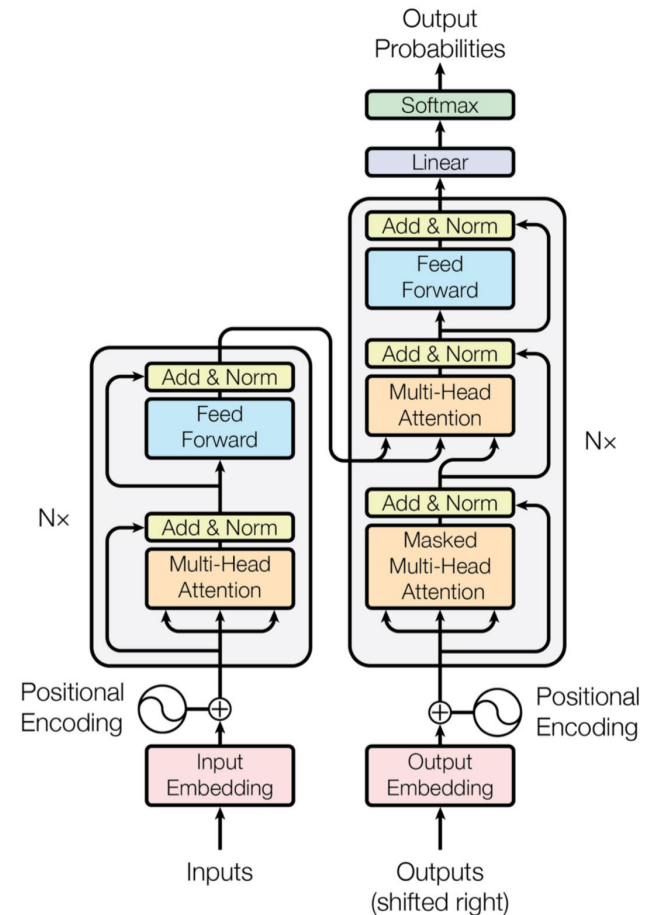 Output
Probabilities
Softmax
Linear
Add & Norm
Feed
Forward
Add & Norm
Multi-Head
Attention
Add & Norm
Masked
Multi-Head
Attention
Nx
Add & Norm
Feed
Forward
Add & Norm
Multi-Head
Attention
Nx
Positional
Encoding
Positional
Encoding
Input
Embedding
Output
Embedding
Inputs
Outputs
(shifted right)